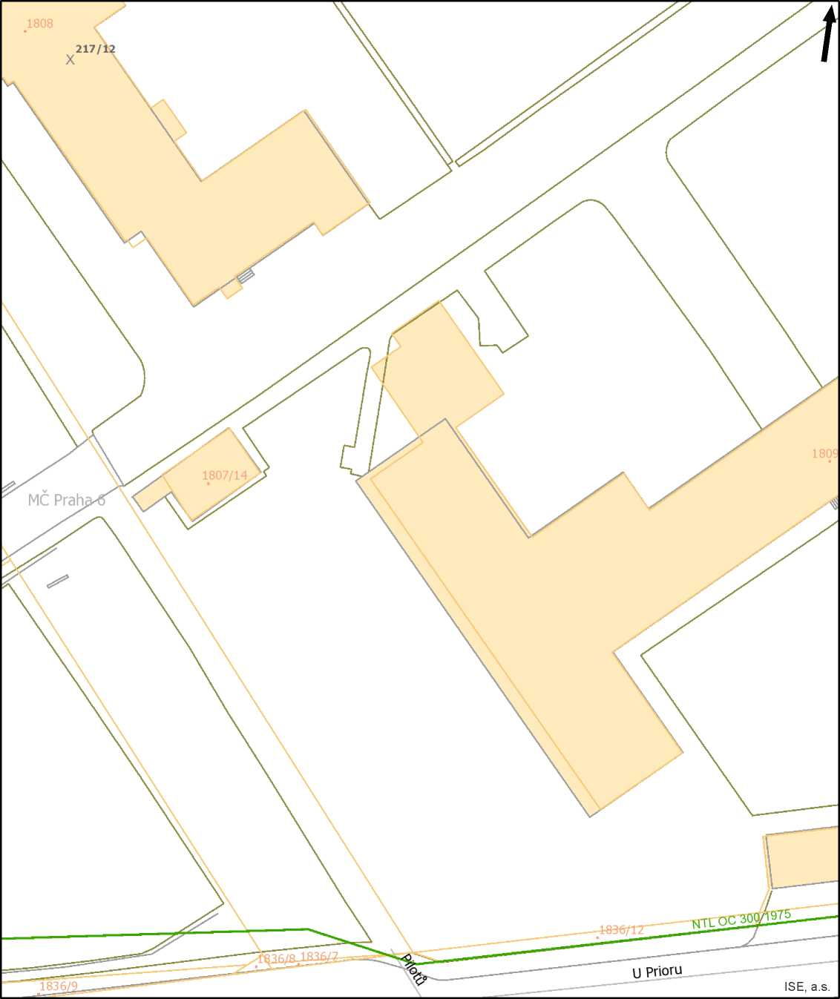 1808
217/12
1809
1807/14
MČ Praha 6
NTL OC 300/1975
1836/12
1836/8
1836/7
Pilotů
U Prioru
1836/9
ISE, a.s.